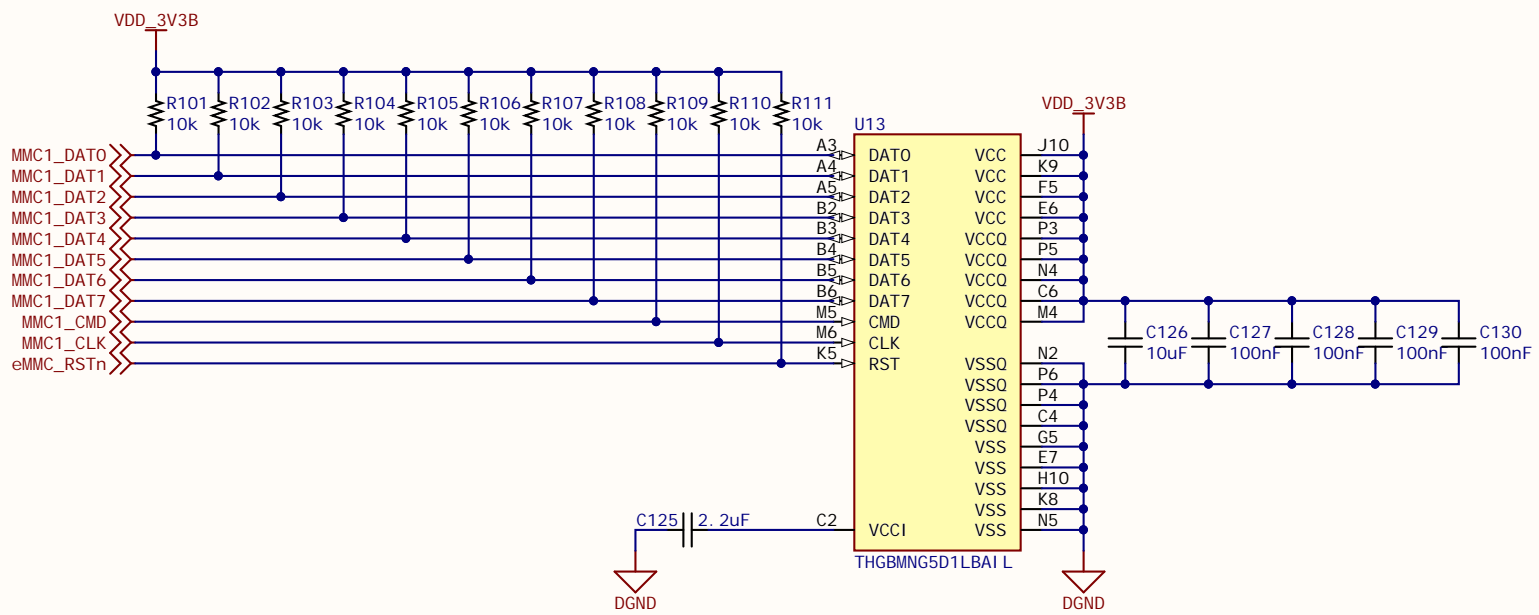 VDD_3V3B
R101 R102 R103 R104 R105 R106 R107 R108 R109 R110 R111
10k 10k 10k 10k 10k 10k 10k 10k 10k 10k 10k
VDD_3V3B
U13
MMC1_DAT0 A3 DAT0 VCC J10
MMC1_DAT1 A4 DAT1 VCC K9
MMC1_DAT2 A5 DAT2 VCC F5
MMC1_DAT3 B2 DAT3 VCC E6
MMC1_DAT4 B3 DAT4 VCCQ P3
MMC1_DAT5 B4 DAT5 VCCQ P5
MMC1_DAT6 B5 DAT6 VCCQ N4
MMC1_DAT7 B6 DAT7 VCCQ C6
MMC1_CMD M5 CMD VCCQ M4
MMC1_CLK M6 CLK
eMMC_RSTn K5 RST VSSQ N2
VSSQ P6
VSSQ P4
VSSQ C4
VSS G5
VSS E7
VSS H10
VSS K8
C2 VCCI VSS N5
C126 C127 C128 C129 C130
10uF 100nF 100nF 100nF 100nF
C125 2.2uF
THGBMNG5D1LBAIL
DGND
DGND